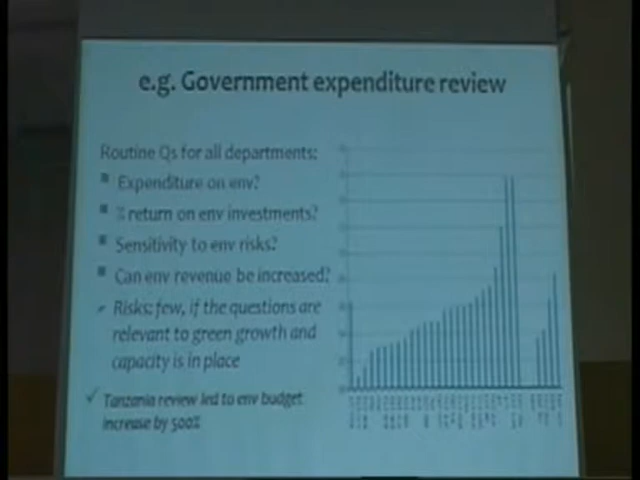 e.g. Government expenditure review
Routine Qs for all departments:
Expenditure on env?
% return on env investments?
Sensitivity to env risks?
Can env revenue be increased?
Risks: few, if the questions are
relevant to green growth and
capacity is in place
✓ Tanzania review led to env budget
increase by 500%